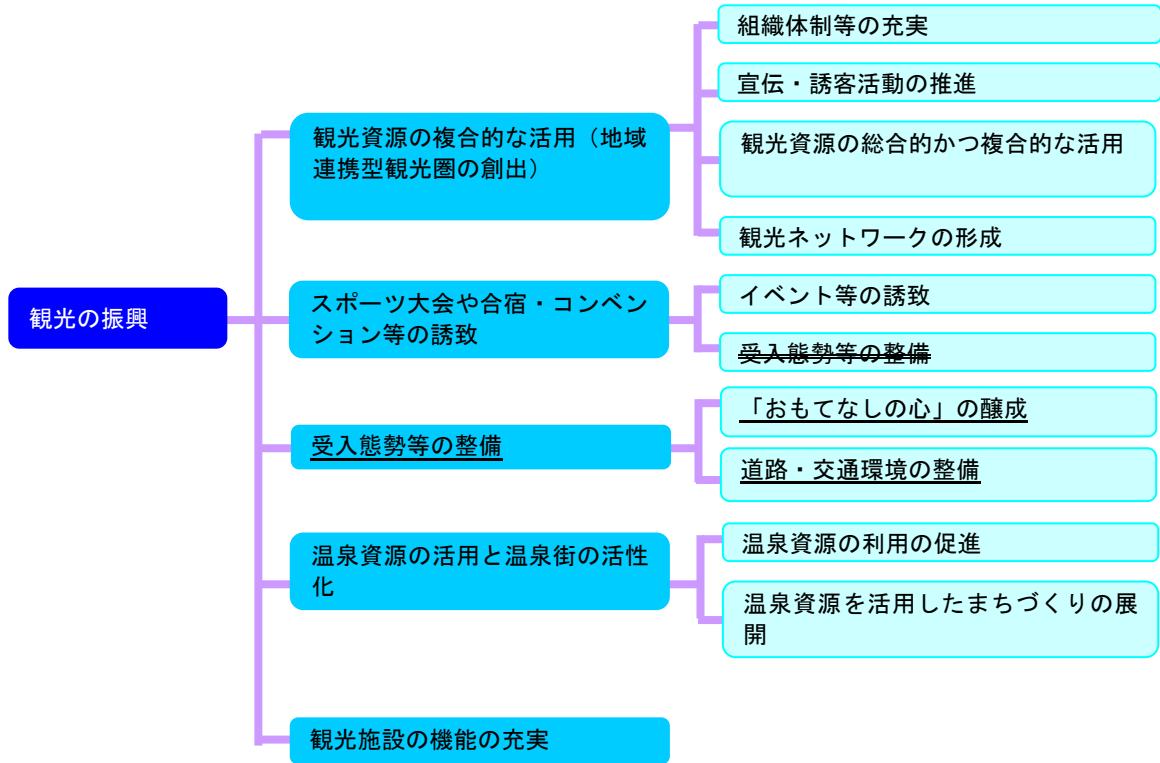 観光の振興
観光資源の複合的な活用（地域
連携型観光圏の創出）
組織体制等の充実
宣伝・誘客活動の推進
観光資源の総合的かつ複合的な活用
観光ネットワークの形成
スポーツ大会や合宿・コンベン
ション等の誘致
イベント等の誘致
受入態勢等の整備
受入態勢等の整備
「おもてなしの心」の醸成
道路・交通環境の整備
温泉資源の活用と温泉街の活性
化
温泉資源の利用の促進
温泉資源を活用したまちづくりの展
開
観光施設の機能の充実